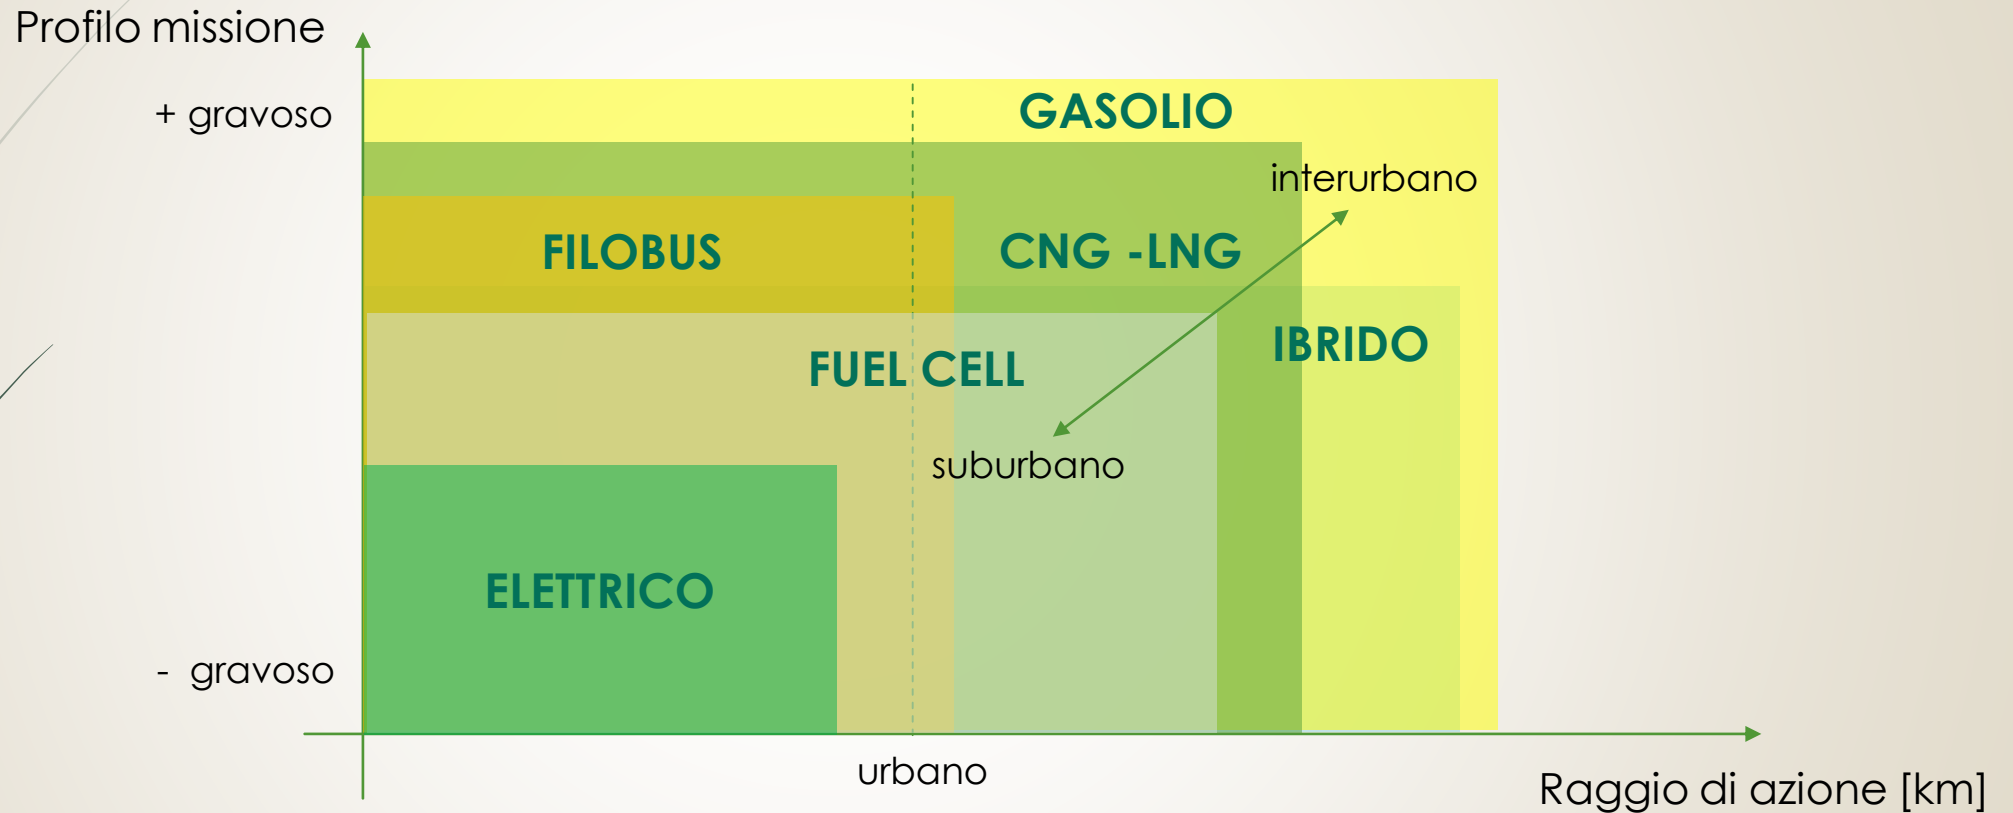 Profilo missione
+ gravoso
GASOLIO
interurbano
FILOBUS
CNG -LNG
IBRIDO
FUEL CELL
suburbano
ELETTRICO
- gravoso
urbano
Raggio di azione [km]